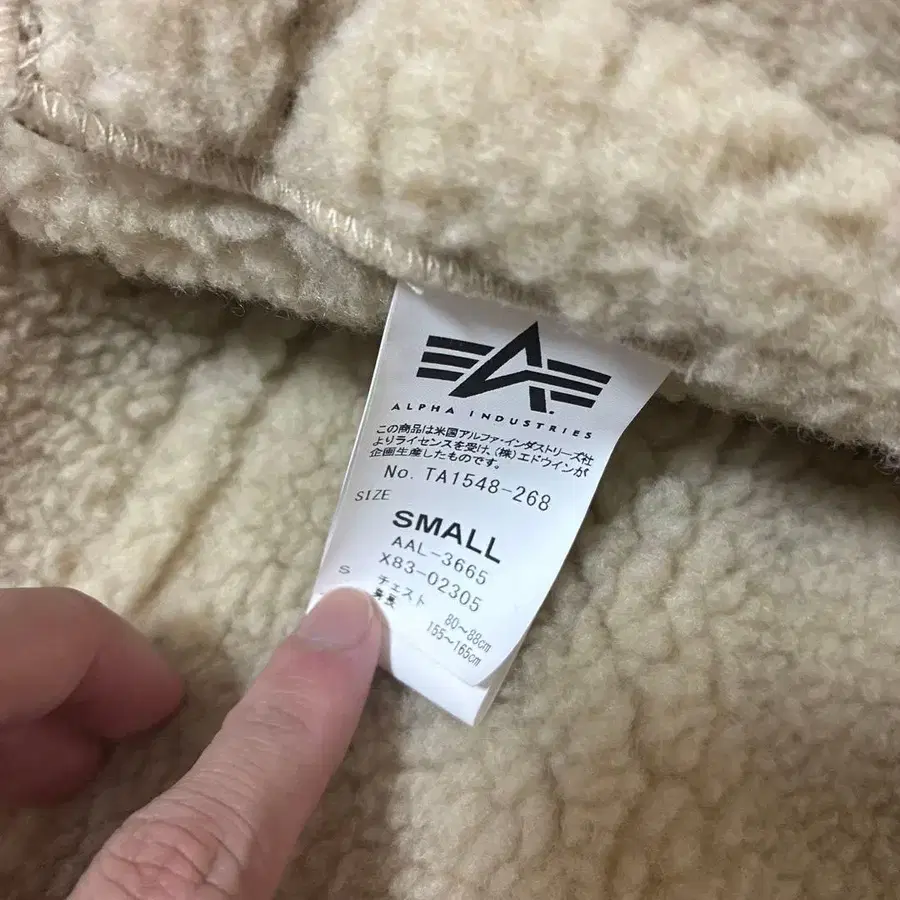 ALPHA INDUSTRIES
この商品は米国アルファ・インダストリーズ社
よりライセンスを受け、(株)エドウインが
企画生産したものです。
No. TA1548-268
SIZE
SMALL
AAL-3665
X83-02305
S
チェスト 80~88cm
身長 155~165cm